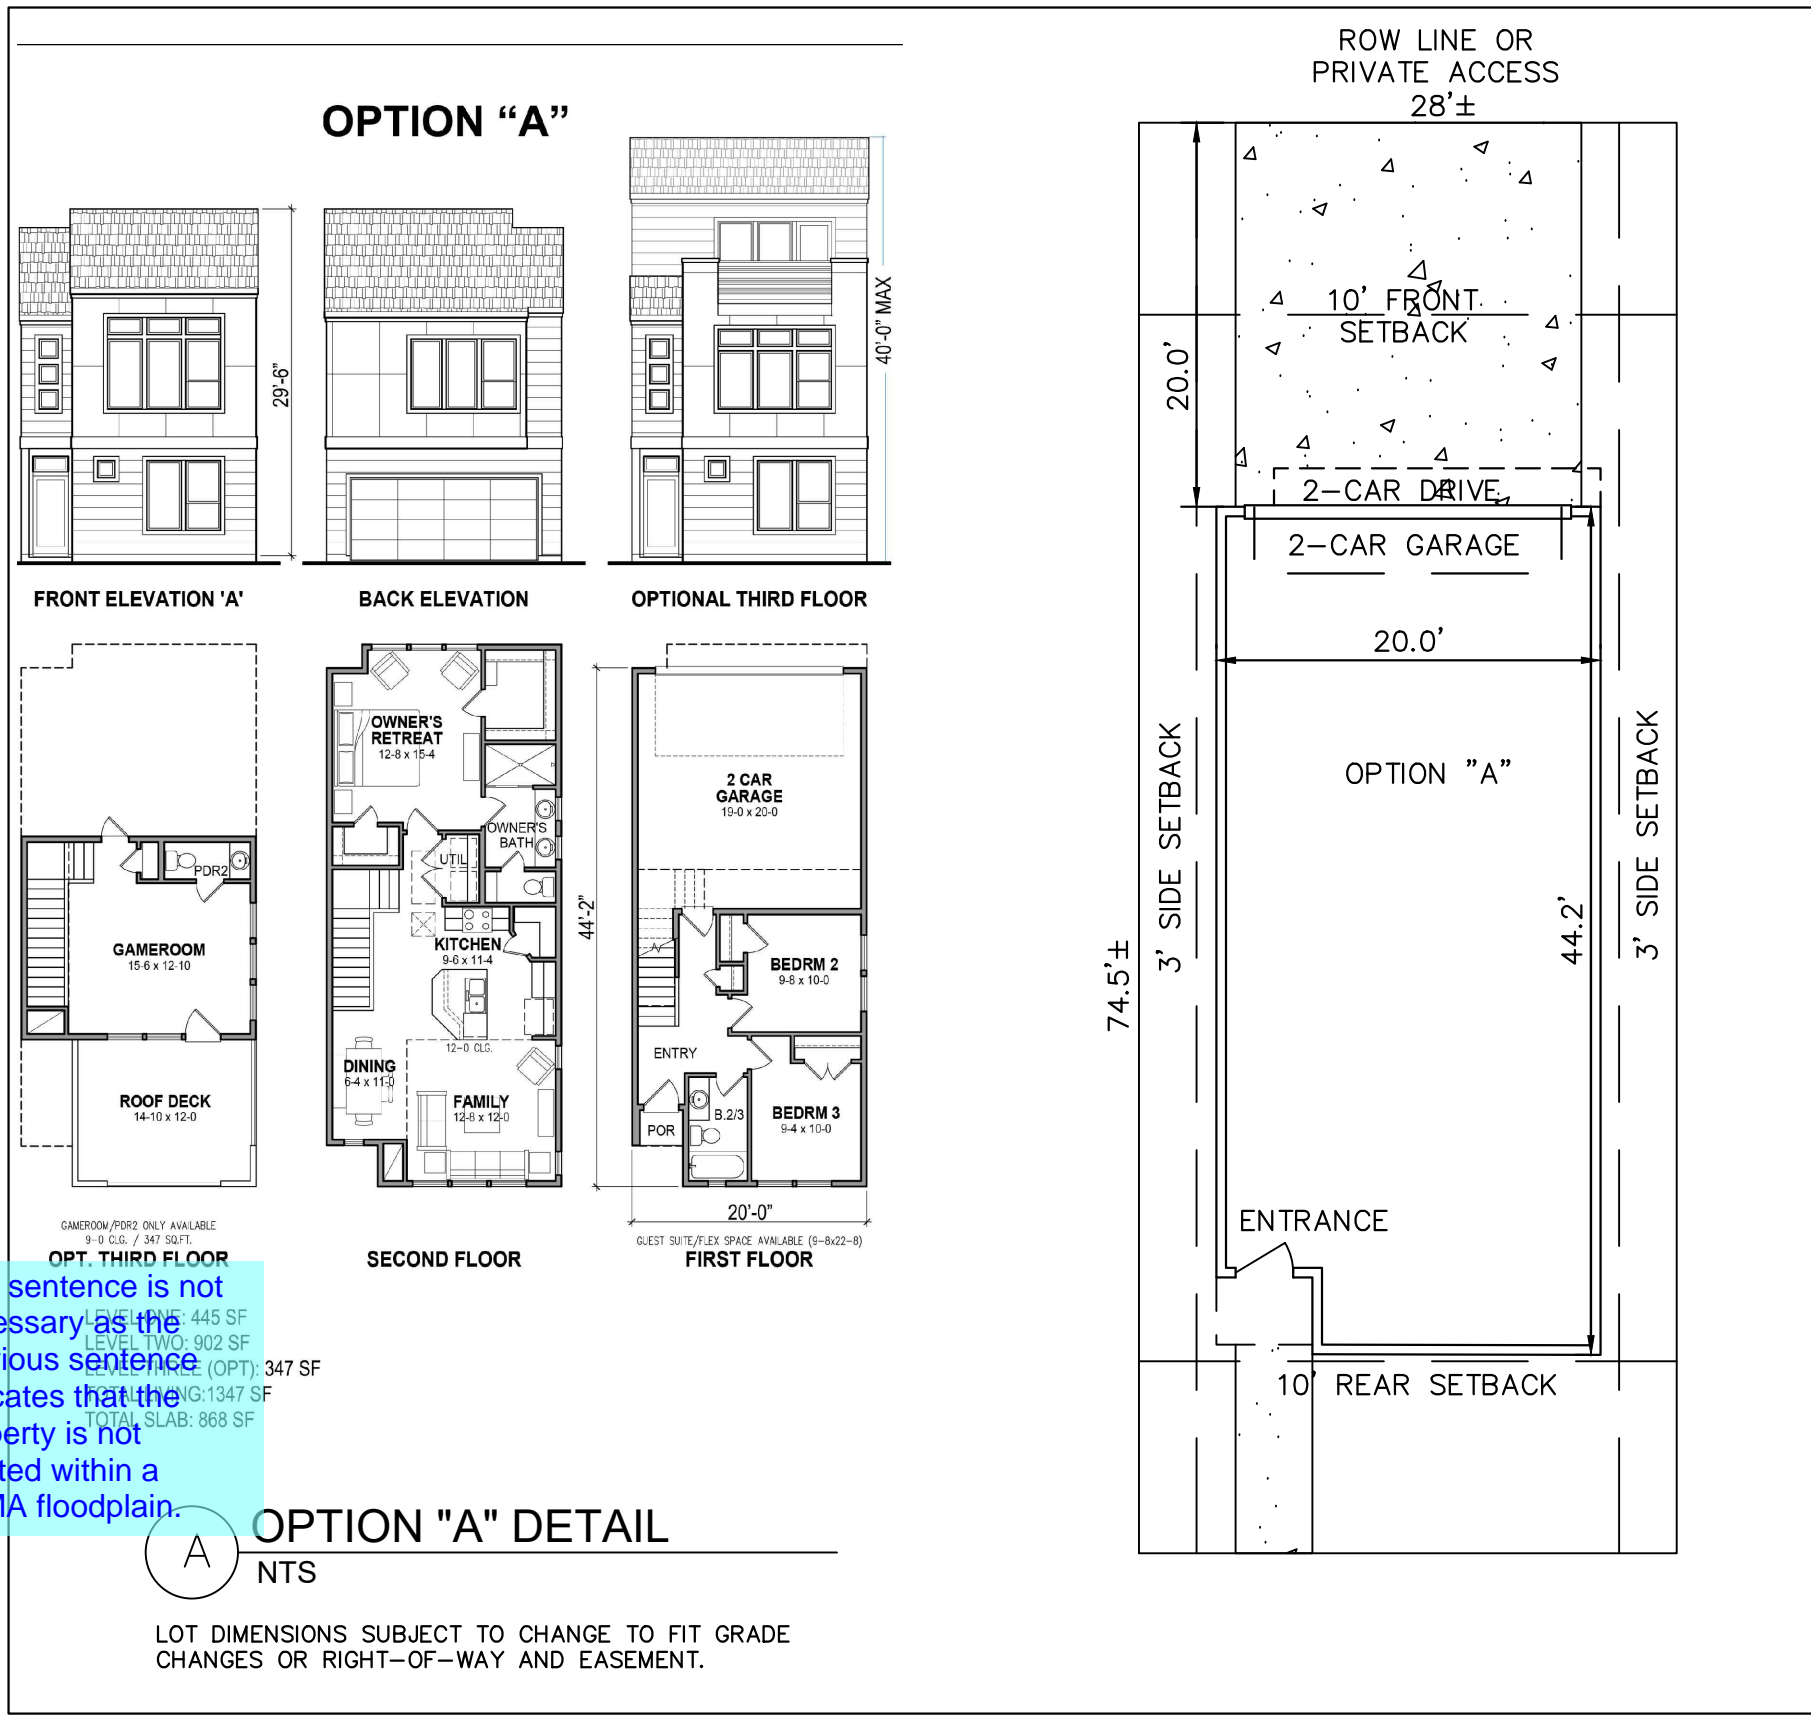 OPTION “A”
29'-6"
40'-0" MAX
FRONT ELEVATION 'A'
BACK ELEVATION
OPTIONAL THIRD FLOOR
GAMEROOM
15-6 x 12-10
PDR2
ROOF DECK
14-10 x 12-0
GAMEROOM/PDR2 ONLY AVAILABLE
9-0 CLG. / 347 SQ.FT.
OPT. THIRD FLOOR
OWNER'S
RETREAT
12-8 x 15-4
OWNER'S
BATH
UTIL
KITCHEN
9-6 x 11-4
12-0 CLG.
DINING
6-4 x 11-0
FAMILY
12-8 x 12-0
SECOND FLOOR
44'-2"
2 CAR
GARAGE
19-0 x 20-0
BEDRM 2
9-8 x 10-0
ENTRY
B.2/3
BEDRM 3
9-4 x 10-0
POR
20'-0"
GUEST SUITE/FLEX SPACE AVAILABLE (9-8x22-8)
FIRST FLOOR
LEVEL ONE: 445 SF
LEVEL TWO: 902 SF
LEVEL THREE (OPT): 347 SF
TOTAL LIVING:1347 SF
TOTAL SLAB: 868 SF
sentence is not
essary as the
vious sentence
cates that the
perty is not
ted within a
MA floodplain.
A
OPTION "A" DETAIL
NTS
LOT DIMENSIONS SUBJECT TO CHANGE TO FIT GRADE
CHANGES OR RIGHT-OF-WAY AND EASEMENT.
ROW LINE OR
PRIVATE ACCESS
28'±
10' FRONT
SETBACK
20.0'
2-CAR DRIVE
2-CAR GARAGE
20.0'
OPTION "A"
3' SIDE SETBACK
3' SIDE SETBACK
74.5'±
44.2'
ENTRANCE
10' REAR SETBACK